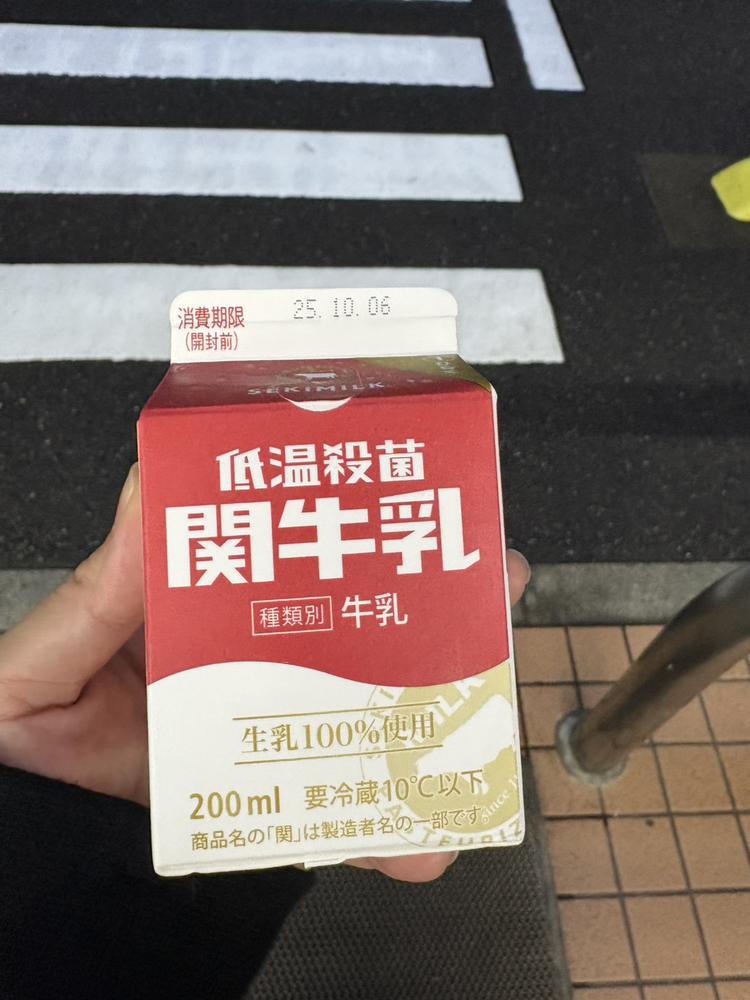 消費期限 25.10.06
(開封前)
SEKIMILK
低温殺菌
関牛乳
種類別 牛乳
生乳100%使用
200ml 要冷蔵10℃以下
商品名の「関」は製造者名の一部です
since